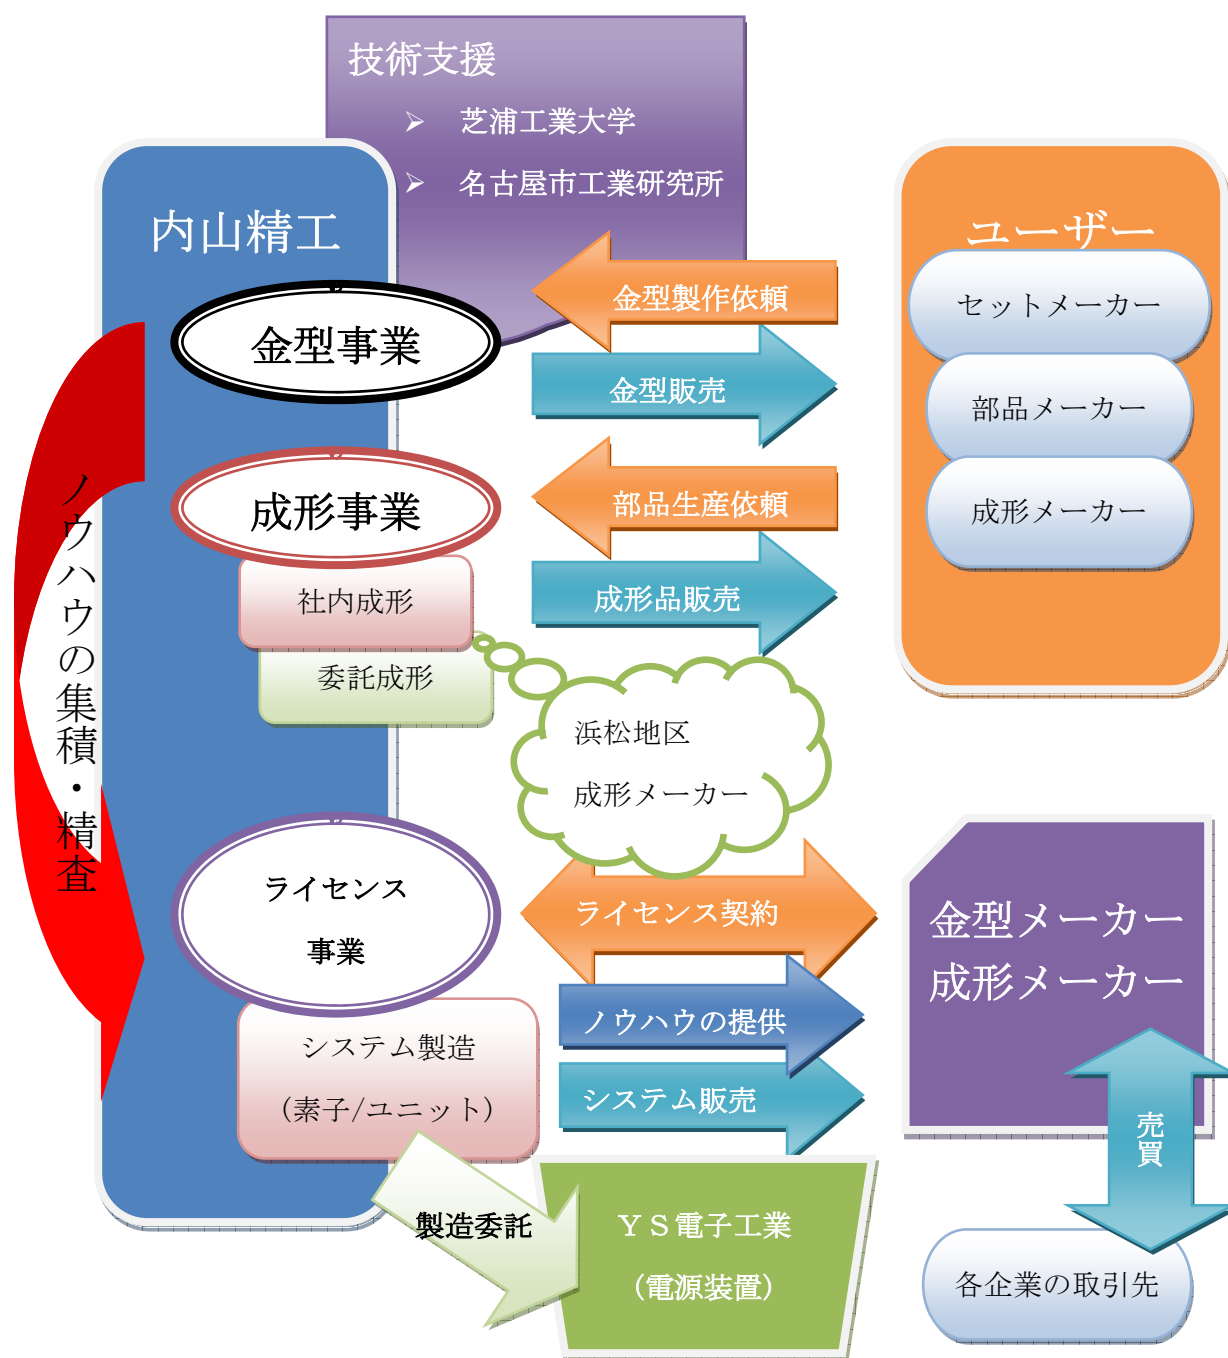 技術支援
➢ 芝浦工業大学
➢ 名古屋市工業研究所
内山精工
金型事業
成形事業
社内成形
委託成形
ライセンス
事業
システム製造
(素子/ユニット)
ノウハウの集積・精査
金型製作依頼
金型販売
部品生産依頼
成形品販売
浜松地区
成形メーカー
ライセンス契約
ノウハウの提供
システム販売
製造委託
ＹＳ電子工業
(電源装置)
ユーザー
セットメーカー
部品メーカー
成形メーカー
金型メーカー
成形メーカー
売買
各企業の取引先